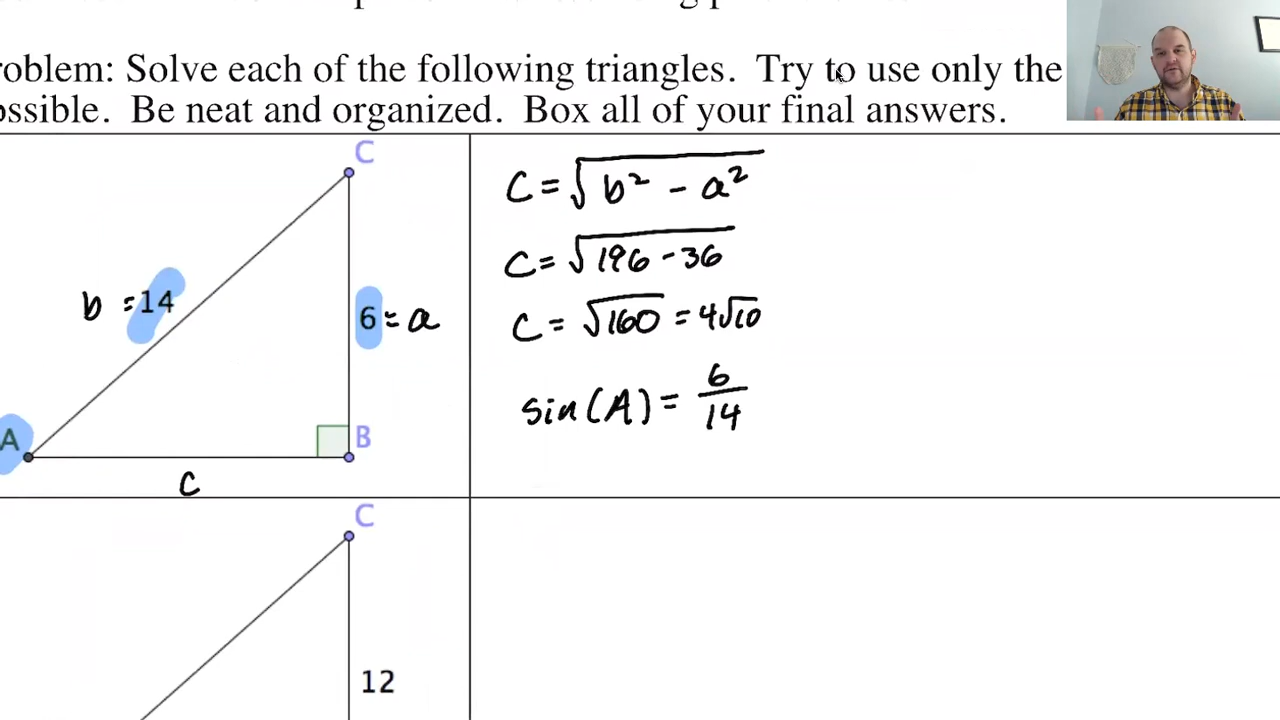 roblem: Solve each of the following triangles. Try to use only the
ossible. Be neat and organized. Box all of your final answers.
C
b = 14
6 = a
A
B
c
c = √b² - a²
c = √196 - 36
c = √160 = 4√10
sin(A) = 6/14
C
12